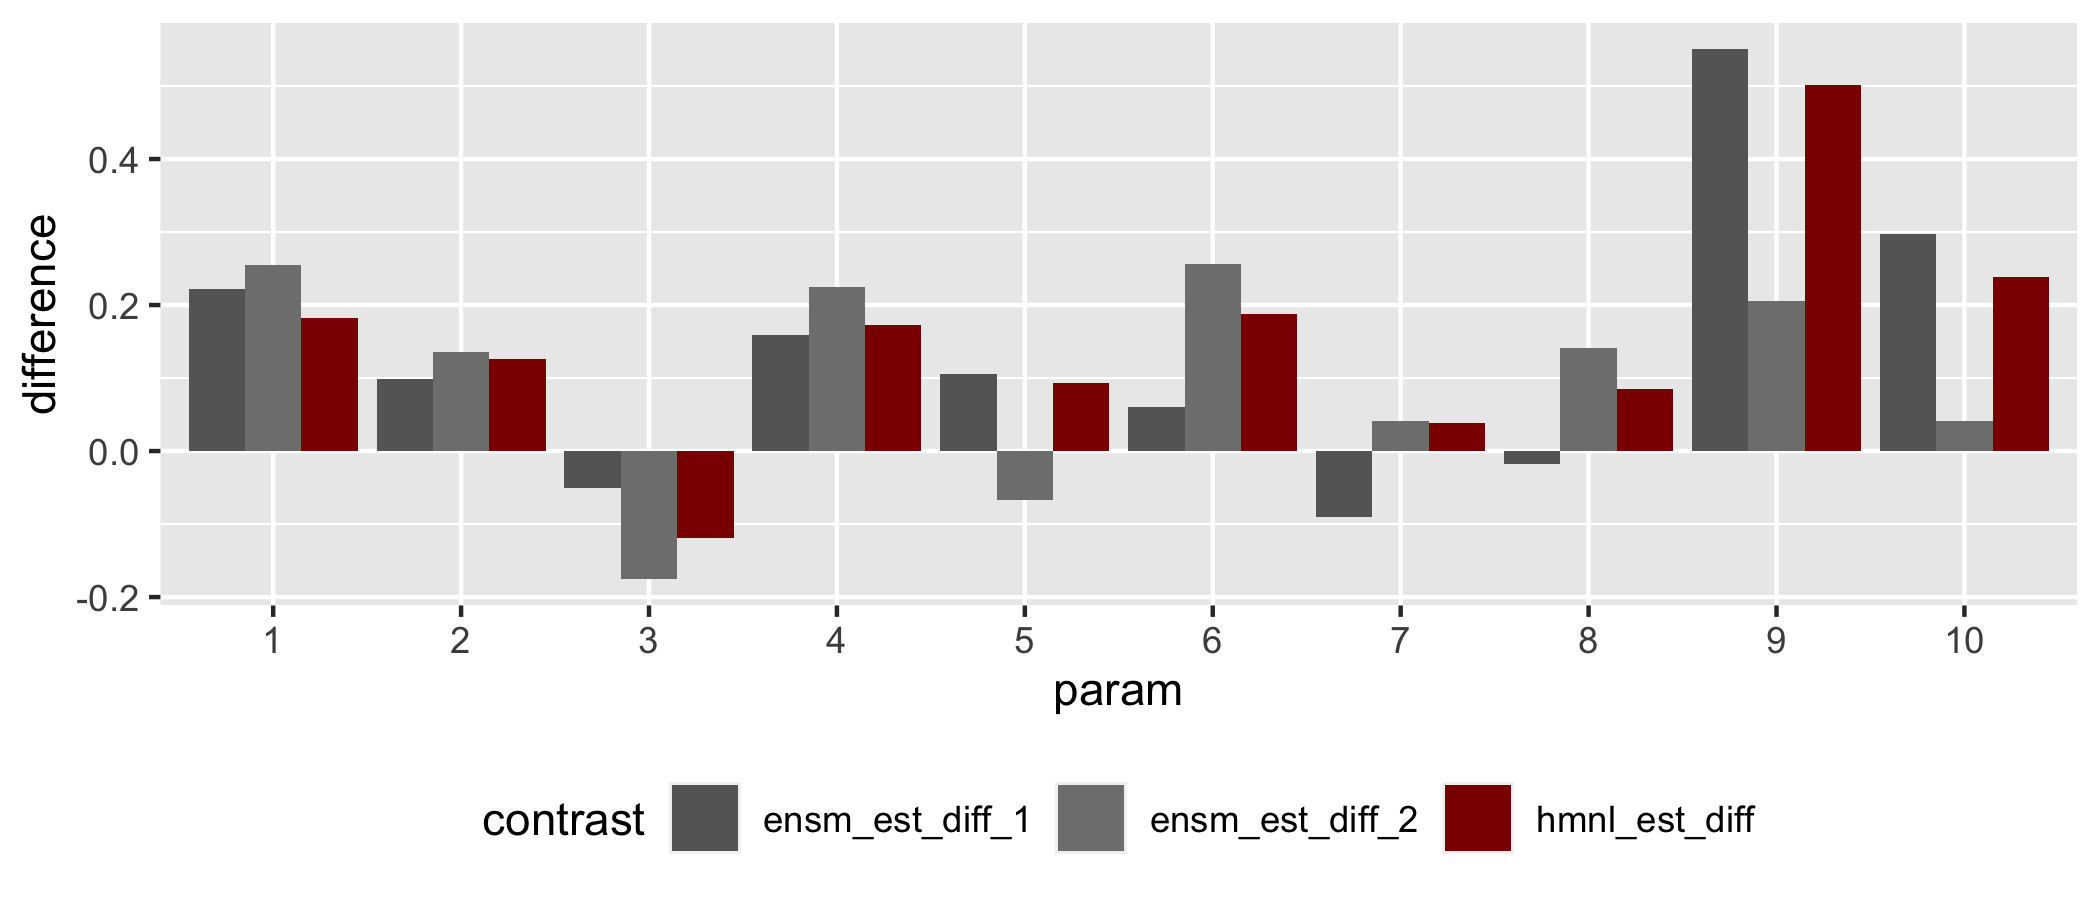 difference
0.4
0.2
0.0
-0.2
1 2 3 4 5 6 7 8 9 10
param
contrast ensm_est_diff_1 ensm_est_diff_2 hmnl_est_diff